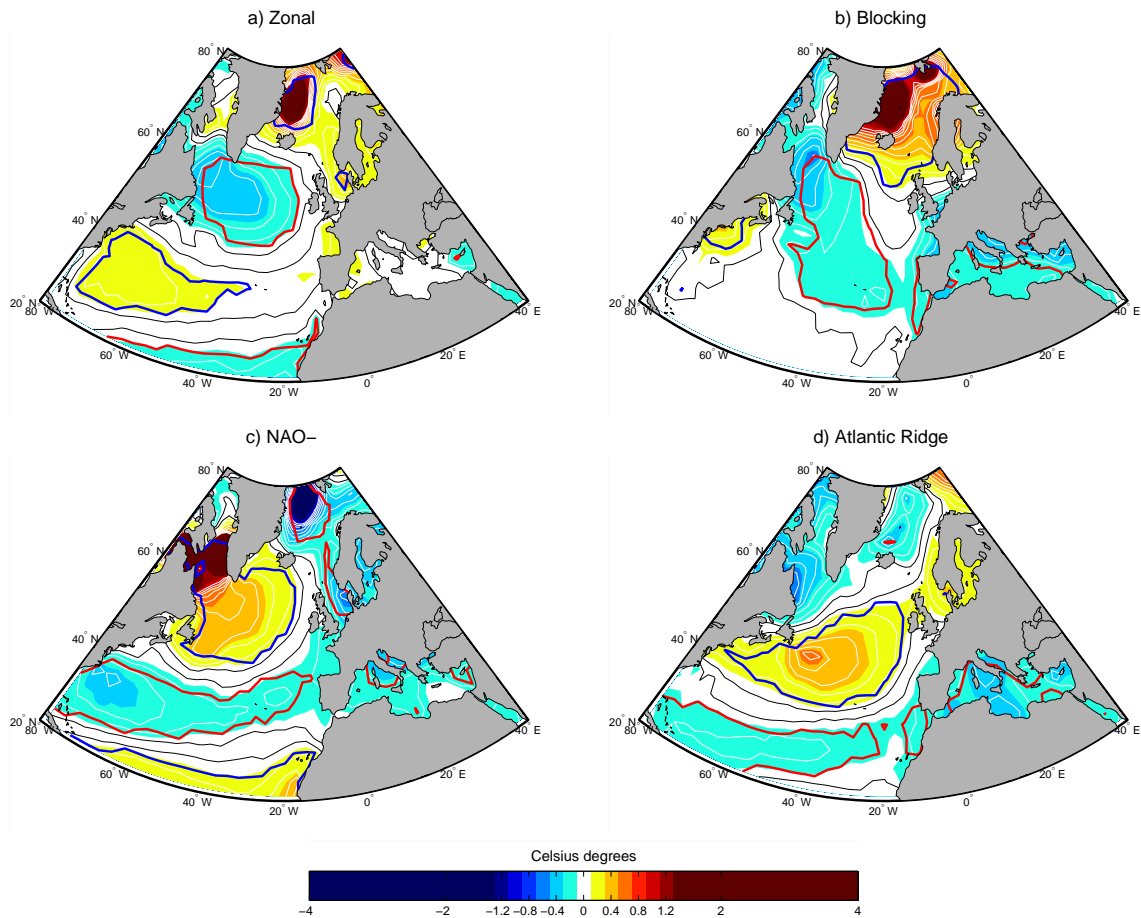 a) Zonal
b) Blocking
80° N
80° N
60° N
60° N
40° N
40° N
20° N
20° N
80° W
40° E
80° W
40° E
60° W
20° E
60° W
20° E
40° W
20° W
0°
40° W
20° W
0°
c) NAO−
d) Atlantic Ridge
80° N
80° N
60° N
60° N
40° N
40° N
20° N
20° N
80° W
40° E
80° W
40° E
60° W
20° E
60° W
20° E
40° W
20° W
0°
40° W
20° W
0°
Celsius degrees
−4 −2 −1.2 −0.8 −0.4 0 0.4 0.8 1.2 2 4